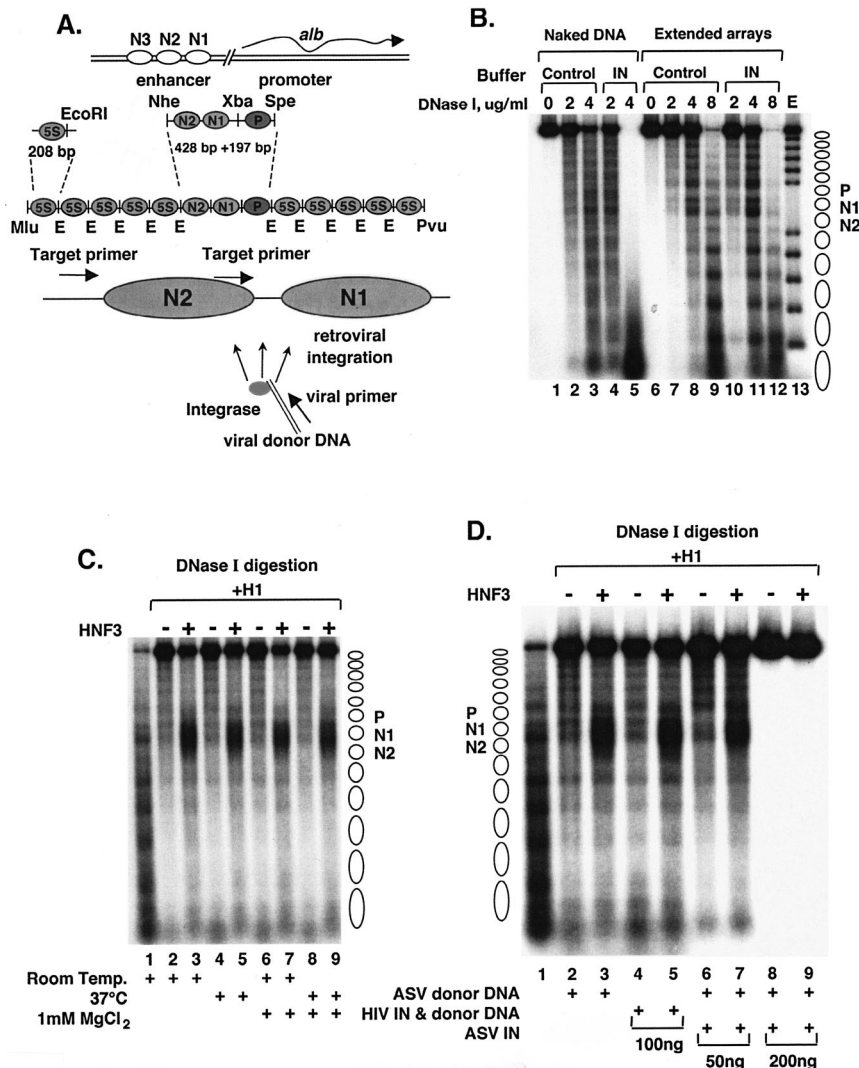 A.
alb
N3 N2 N1
enhancer promoter
Nhe Xba Spe
EcoRI
5S
N2 N1 P
208 bp
428 bp +197 bp
5S 5S 5S 5S 5S N2 N1 P 5S 5S 5S 5S 5S
Mlu E E E E E E E E E E Pvu
Target primer Target primer
N2 N1
retroviral
integration
Integrase
viral primer
viral donor DNA
B.
Naked DNA Extended arrays
Buffer Control IN Control IN
DNase I, ug/ml 0 2 4 2 4 0 2 4 8 2 4 8 E
P
N1
N2
1 2 3 4 5 6 7 8 9 10 11 12 13
C.
DNase I digestion
+H1
HNF3 - + - + - + - +
P
N1
N2
1 2 3 4 5 6 7 8 9
Room Temp. + + + + +
37°C + + + +
1mM MgCl2 + + + +
D.
DNase I digestion
+H1
HNF3 - + - + - + - +
P
N1
N2
1 2 3 4 5 6 7 8 9
ASV donor DNA + + + + + +
HIV IN & donor DNA + +
ASV IN + + + +
100ng 50ng 200ng